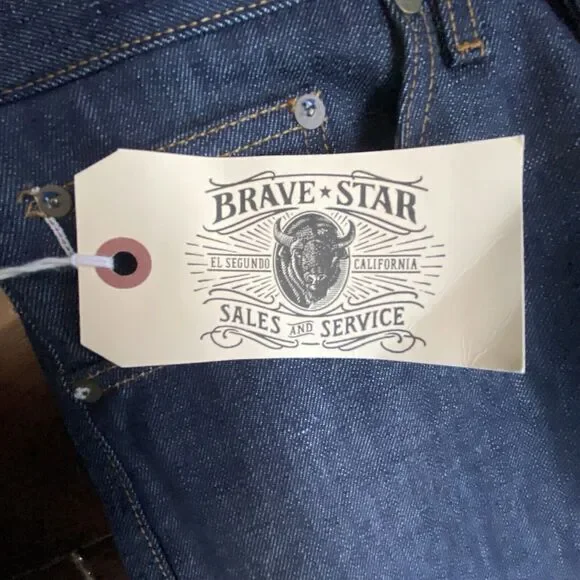 BRAVE ★ STAR
EL SEGUNDO CALIFORNIA
SALES AND SERVICE